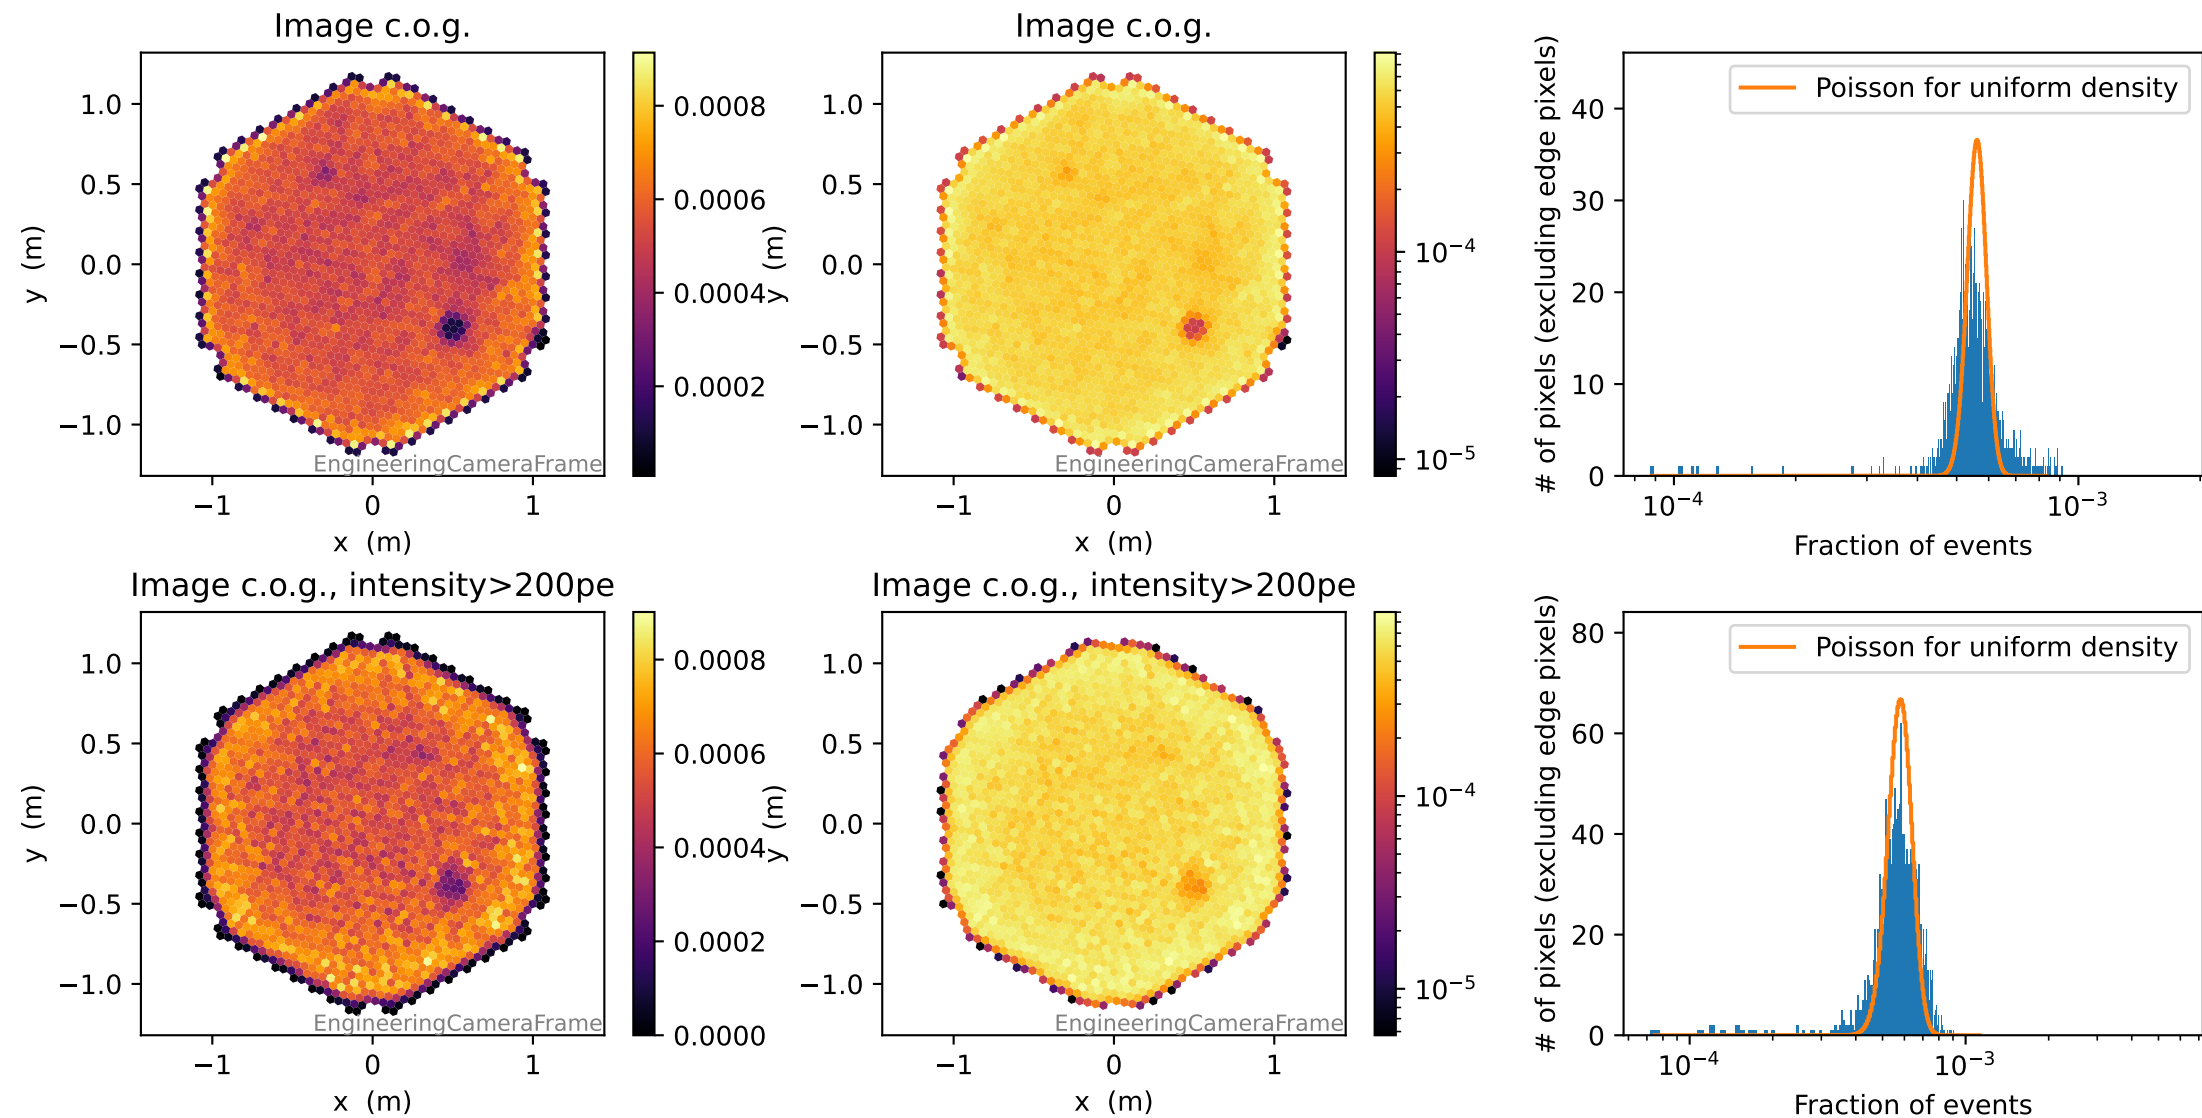 Image c.o.g.
1.0
0.5
0.0
−0.5
−1.0
y (m)
−1 0 1
x (m)
EngineeringCameraFrame
0.0008
0.0006
0.0004
0.0002
Image c.o.g.
1.0
0.5
0.0
−0.5
−1.0
y (m)
−1 0 1
x (m)
EngineeringCameraFrame
10⁻⁴
10⁻⁵
# of pixels (excluding edge pixels)
40
30
20
10
0
Poisson for uniform density
10⁻⁴ 10⁻³
Fraction of events
Image c.o.g., intensity>200pe
1.0
0.5
0.0
−0.5
−1.0
y (m)
−1 0 1
x (m)
EngineeringCameraFrame
0.0008
0.0006
0.0004
0.0002
0.0000
Image c.o.g., intensity>200pe
1.0
0.5
0.0
−0.5
−1.0
y (m)
−1 0 1
x (m)
EngineeringCameraFrame
10⁻⁴
10⁻⁵
# of pixels (excluding edge pixels)
80
60
40
20
0
Poisson for uniform density
10⁻⁴ 10⁻³
Fraction of events